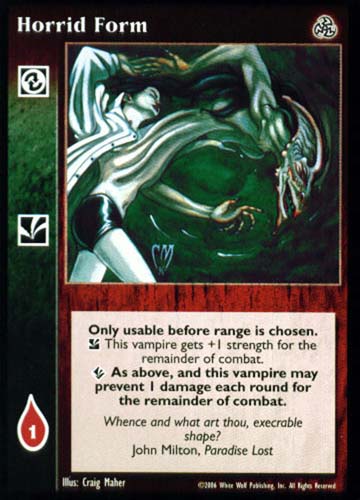 Horrid Form
CM
Only usable before range is chosen.
This vampire gets +1 strength for the
remainder of combat.
As above, and this vampire may
prevent 1 damage each round for
the remainder of combat.
Whence and what art thou, execrable
shape?
John Milton, Paradise Lost
1
Illus: Craig Maher
©2006 White Wolf Publishing, Inc. All Rights Reserved.